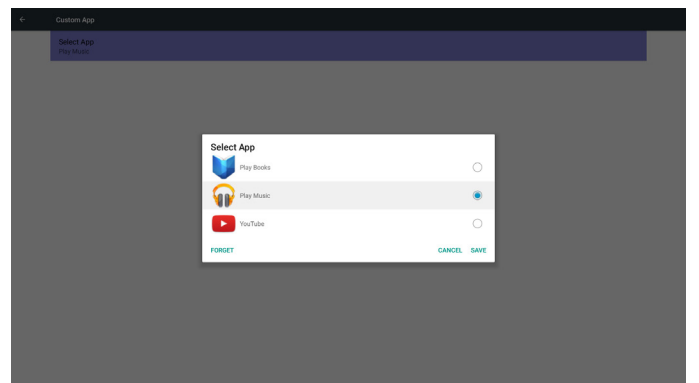 Custom App
Select App
Play Music
Select App
Play Books
Play Music
YouTube
FORGET CANCEL SAVE